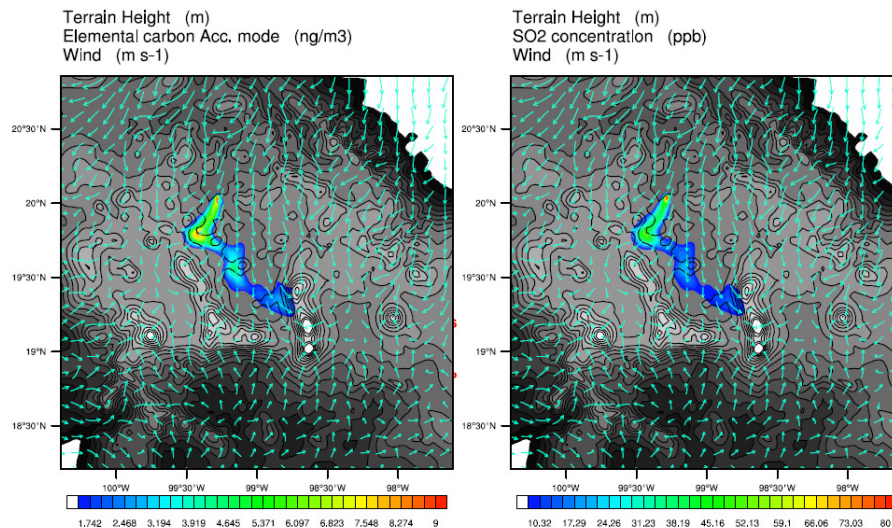 Terrain Height (m)
Elemental carbon Acc. mode (ng/m3)
Wind (m s-1)
20°30'N
20°N
19°30'N
19°N
18°30'N
100°W
99°30'W
99°W
98°30'W
98°W
1.742 2.468 3.194 3.919 4.645 5.371 6.097 6.823 7.548 8.274 9
Terrain Height (m)
SO2 concentration (ppb)
Wind (m s-1)
20°30'N
20°N
19°30'N
19°N
18°30'N
100°W
99°30'W
99°W
98°30'W
98°W
10.32 17.29 24.26 31.23 38.19 45.16 52.13 59.1 66.06 73.03 80